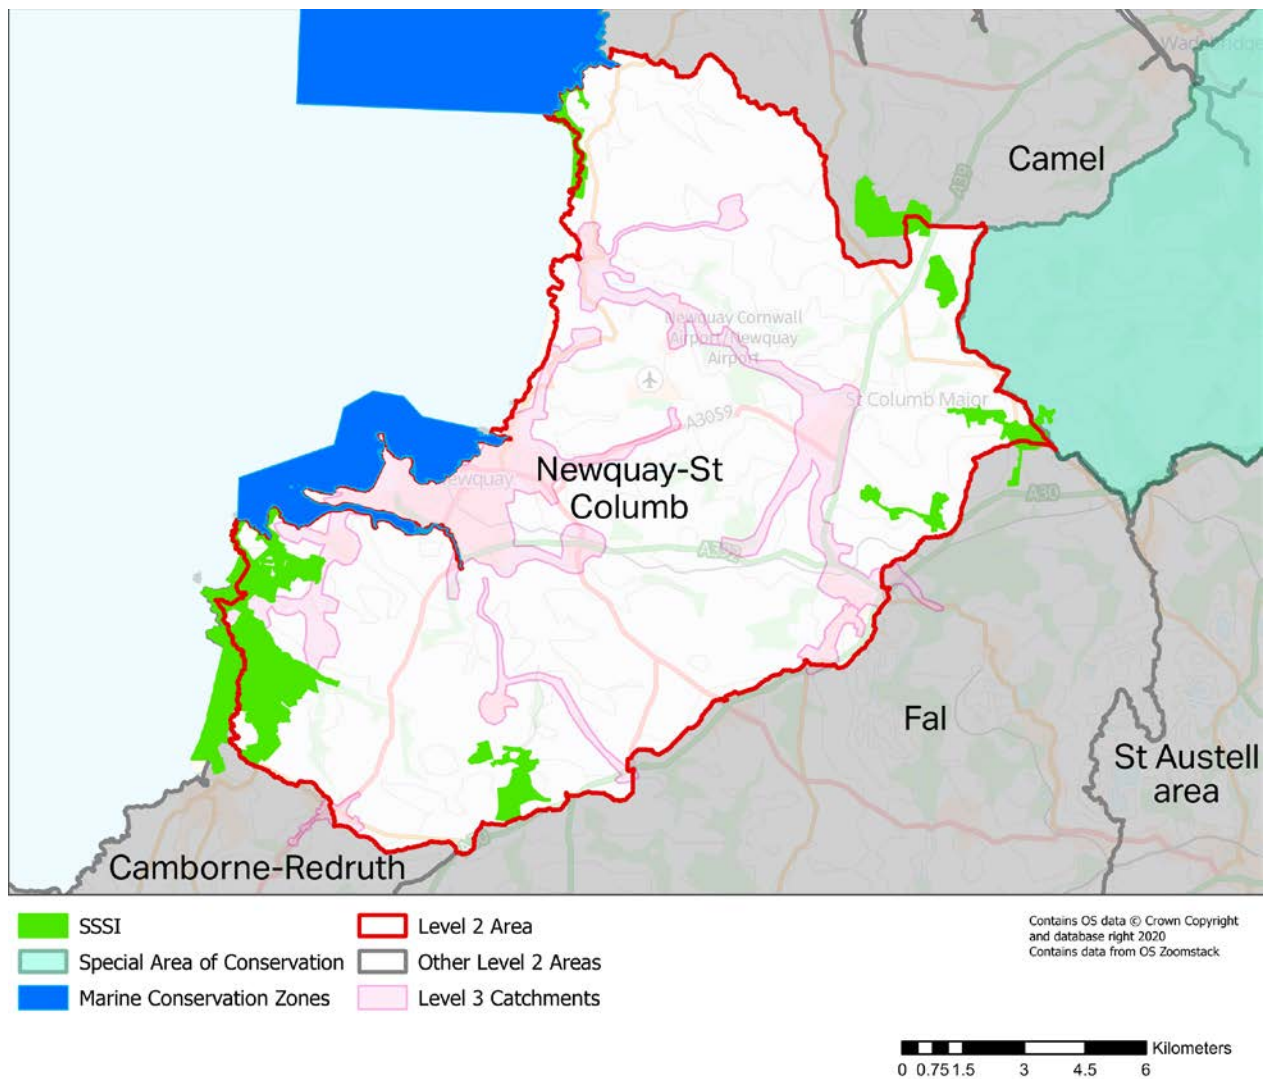 Wadebridge
Camel
A39
Newquay Cornwall
Airport/Newquay
Airport
St Columb Major
A3059
Newquay
Newquay-St
Columb
A30
A392
Fal
St Austell
area
Camborne-Redruth
SSSI
Special Area of Conservation
Marine Conservation Zones
Level 2 Area
Other Level 2 Areas
Level 3 Catchments
Contains OS data © Crown Copyright
and database right 2020
Contains data from OS Zoomstack
Kilometers
0 0.75 1.5 3 4.5 6